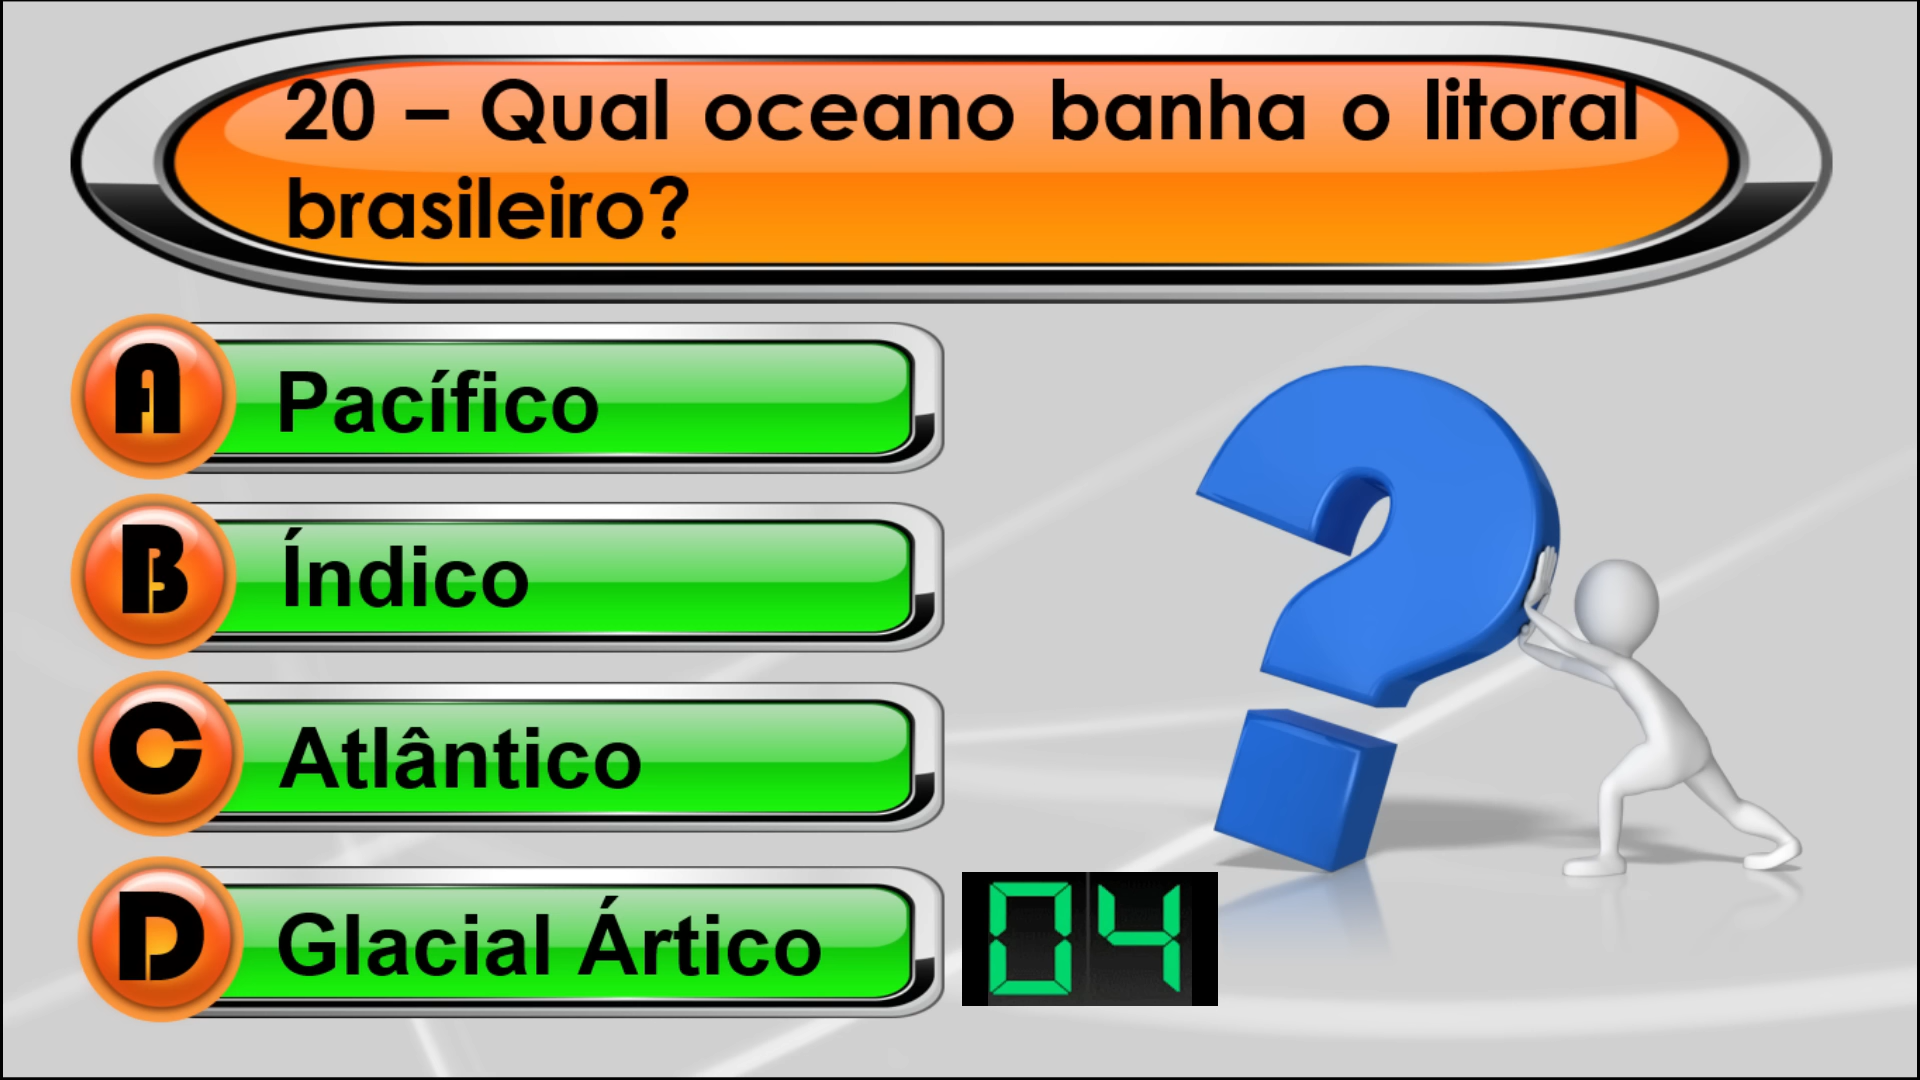 20 – Qual oceano banha o litoral
brasileiro?
A Pacífico
B Índico
C Atlântico
D Glacial Ártico
04